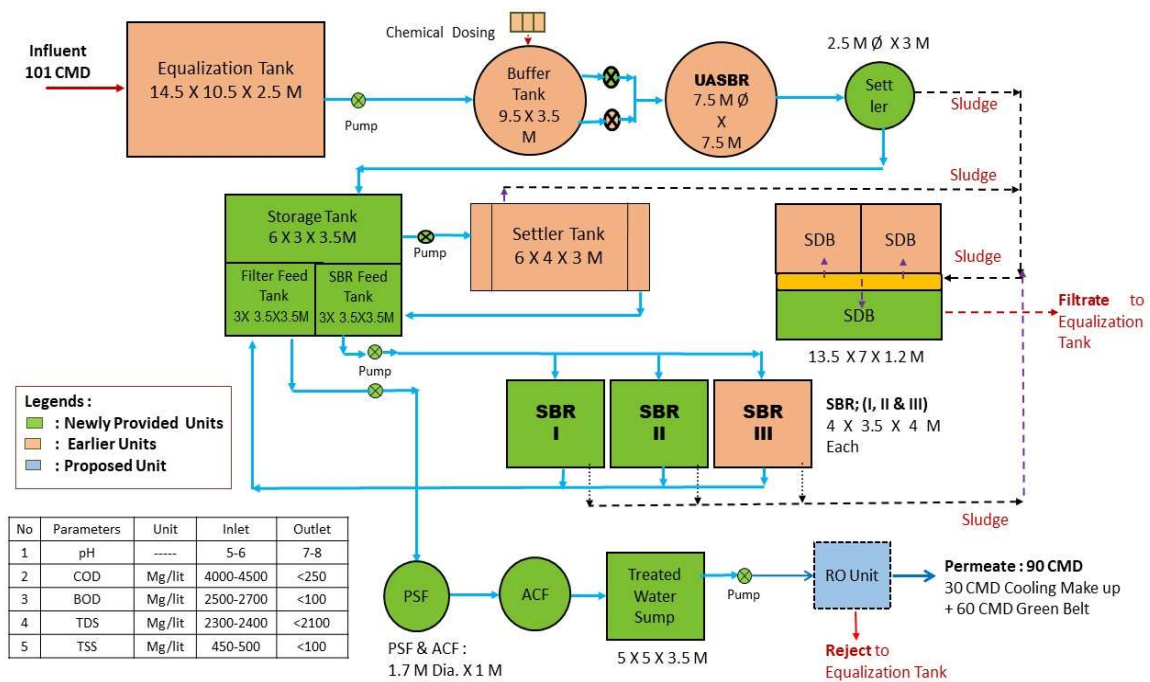 Influent
101 CMD
Equalization Tank
14.5 X 10.5 X 2.5 M
Pump
Chemical Dosing
Buffer
Tank
9.5 X 3.5
M
UASBR
7.5 M Ø
X
7.5 M
2.5 M Ø X 3 M
Sett
ler
Sludge
Sludge
Storage Tank
6 X 3 X 3.5M
Filter Feed
Tank
3X 3.5X3.5M
SBR Feed
Tank
3X 3.5X3.5M
Pump
Settler Tank
6 X 4 X 3 M
SDB
SDB
SDB
Sludge
13.5 X 7 X 1.2 M
Filtrate to
Equalization
Tank
Pump
Legends :
: Newly Provided Units
: Earlier Units
: Proposed Unit
SBR
I
SBR
II
SBR
III
SBR; (I, II & III)
4 X 3.5 X 4 M
Each
Sludge
No Parameters Unit Inlet Outlet
1 pH ----- 5-6 7-8
2 COD Mg/lit 4000-4500 <250
3 BOD Mg/lit 2500-2700 <100
4 TDS Mg/lit 2300-2400 <2100
5 TSS Mg/lit 450-500 <100
PSF
ACF
PSF & ACF :
1.7 M Dia. X 1 M
Treated
Water
Sump
5 X 5 X 3.5 M
Pump
RO Unit
Permeate : 90 CMD
30 CMD Cooling Make up
+ 60 CMD Green Belt
Reject to
Equalization Tank